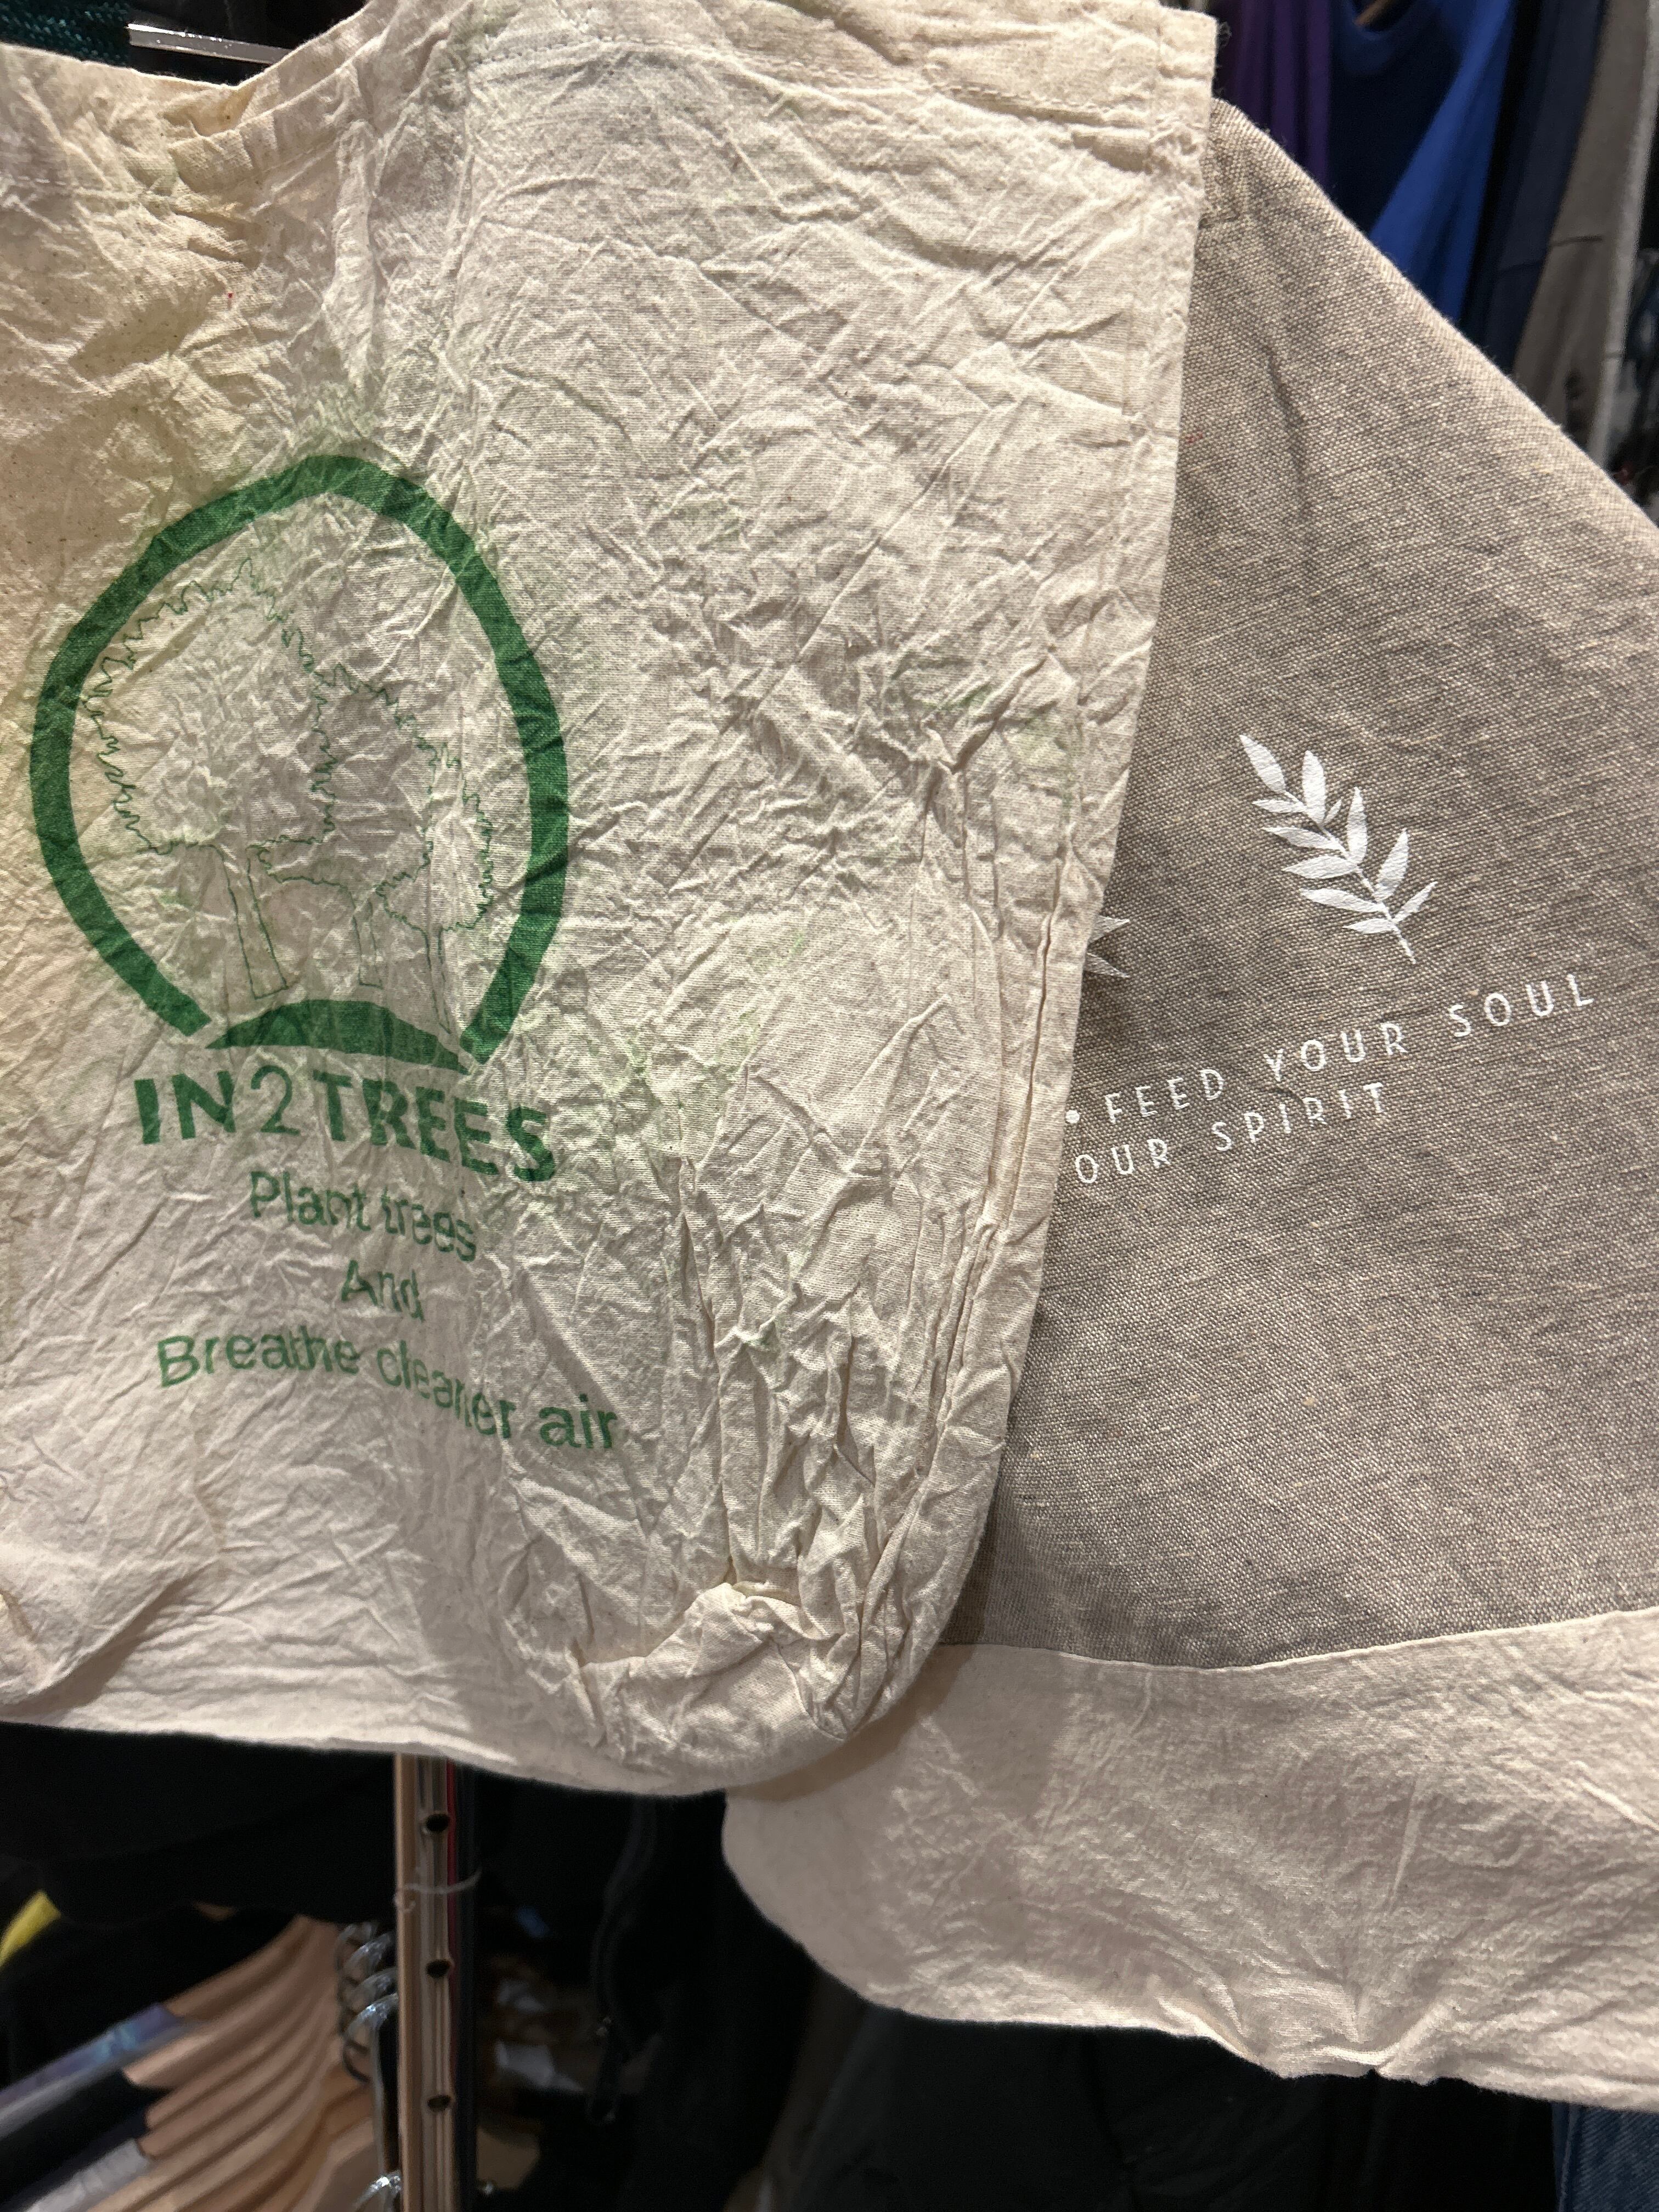 IN2TREES
Plant trees
And
Breathe cleaner air
• FEED YOUR SOUL
OUR SPIRIT